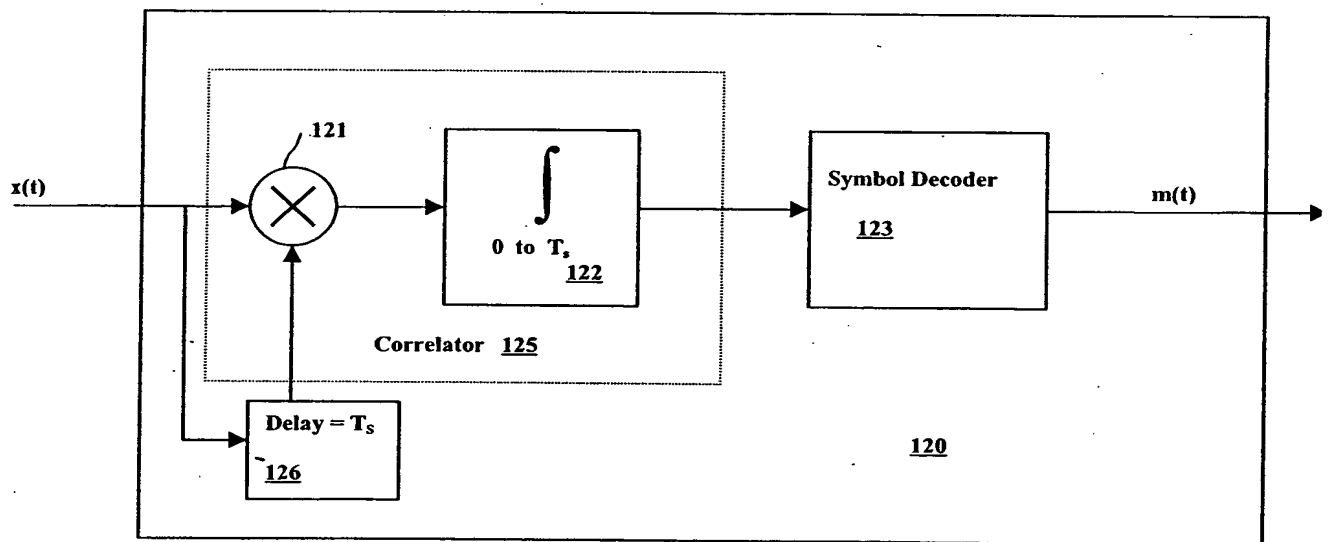 121
x(t)
∫
0 to Ts
122
Symbol Decoder
123
m(t)
Correlator 125
Delay = TS
126
120